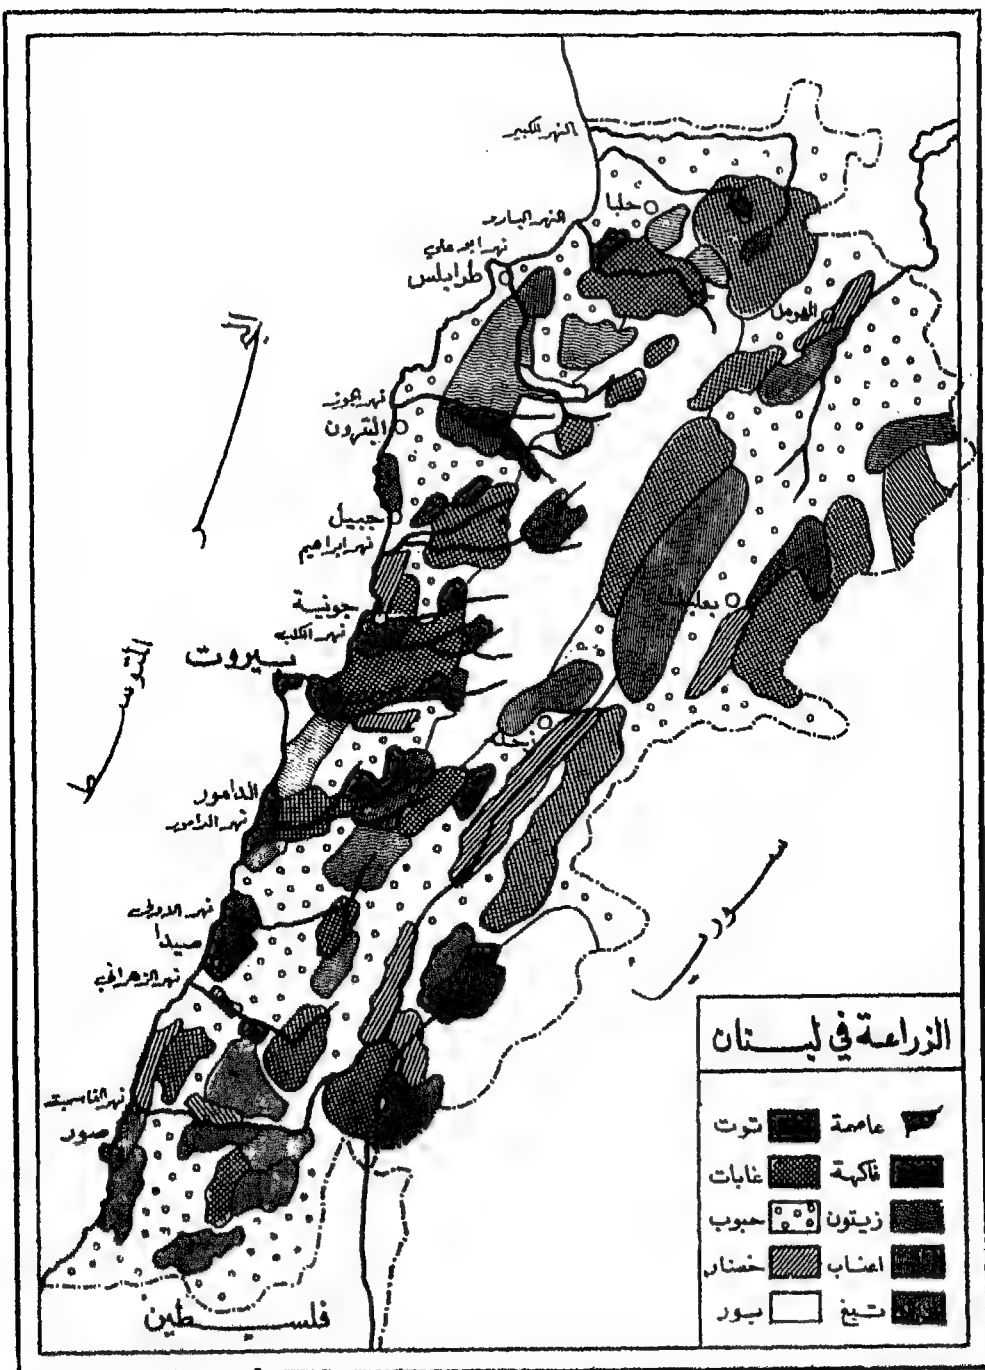 النهر الكبير
حلبا
النهر البارد
نهر ابو علي
طرابلس
الهرمل
نهر الجوز
البترون
جبيل
نهر ابراهيم
جونية
نهر الكلب
بعلبك
بيروت
زحلة
البحر
المتوسط
الدامور
نهر الدامور
نهر الاولي
صيدا
نهر الزهراني
سوريا
صور
فلسطين
الزراعة في لبنان
عاصمة
توت
فاكهة
غابات
زيتون
حبوب
اعناب
خضار
تبغ
بور